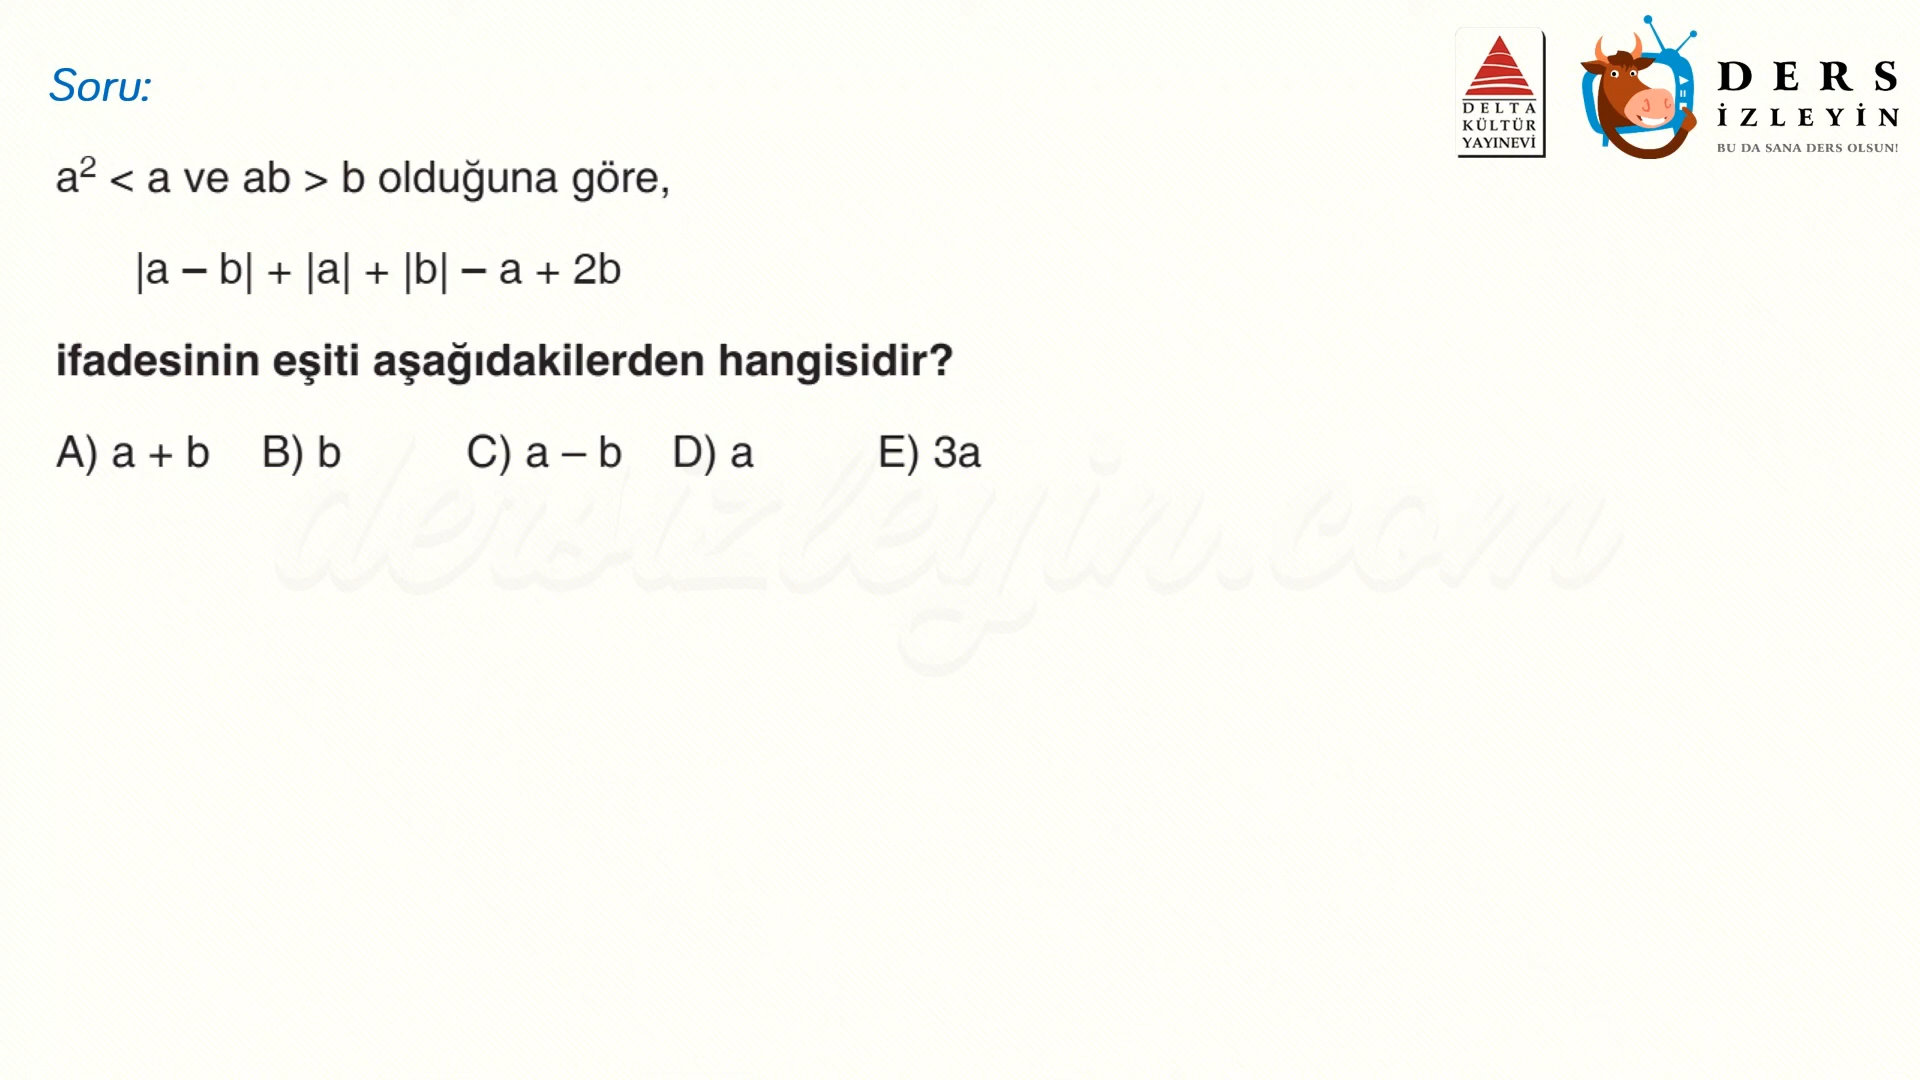 Soru:
DELTA
KÜLTÜR
YAYINEVİ
DERS
İZLEYİN
BU DA SANA DERS OLSUN!
a² < a ve ab > b olduğuna göre,
|a – b| + |a| + |b| – a + 2b
ifadesinin eşiti aşağıdakilerden hangisidir?
A) a + b B) b C) a – b D) a E) 3a
dersizleyin.com